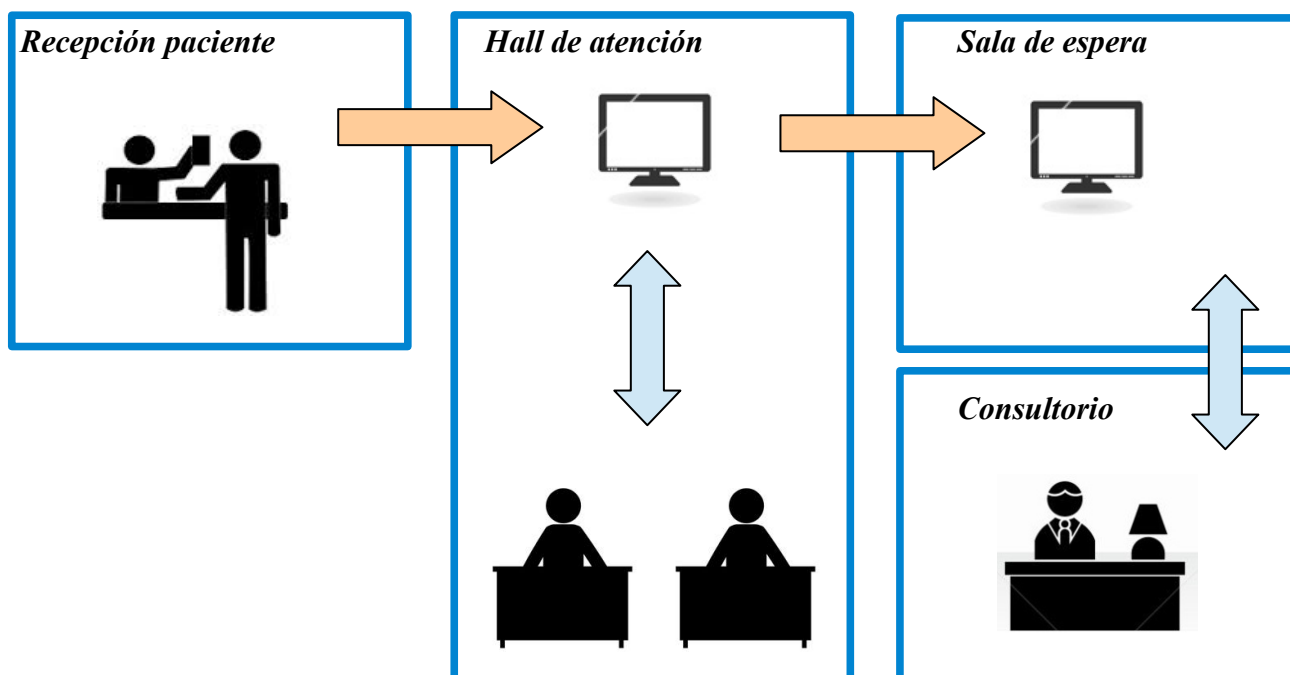 Recepción paciente
Hall de atención
Sala de espera
Consultorio